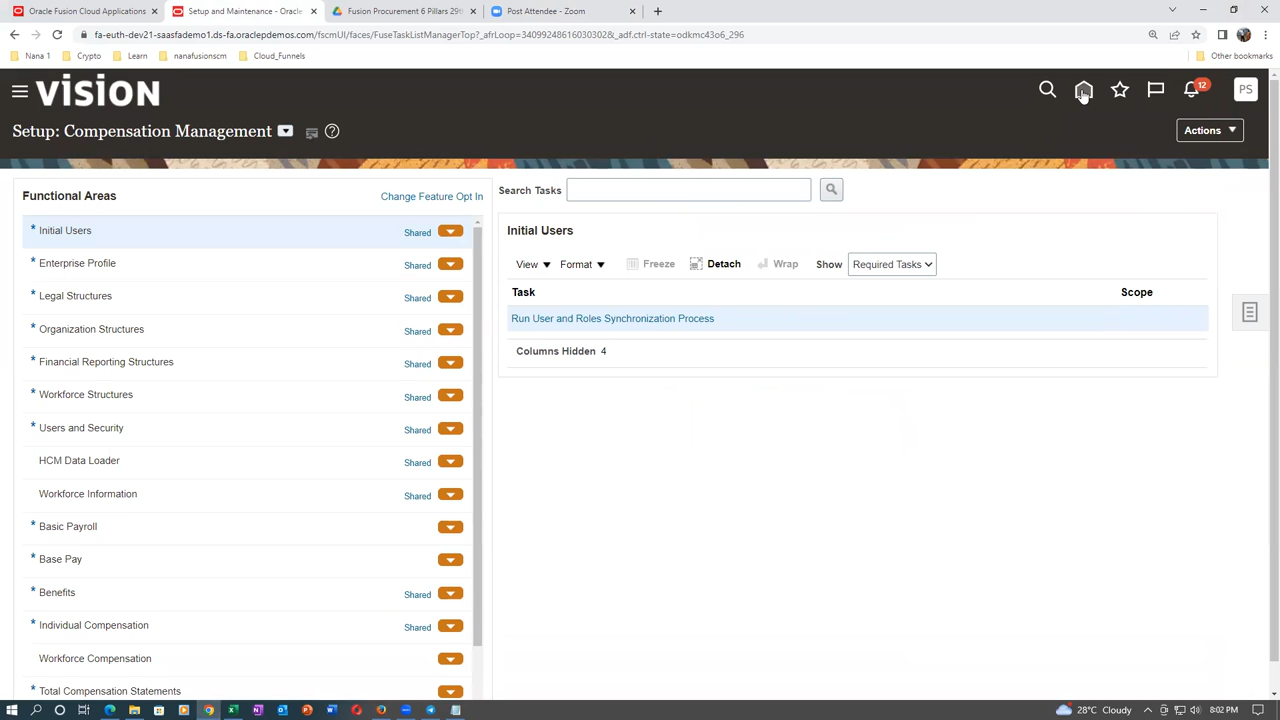 Oracle Fusion Cloud Applications
Setup and Maintenance - Oracle
Fusion Procurement 6 Pillars 29t
Post Attendee - Zoom
fa-euth-dev21-saasfademo1.ds-fa.oraclepdemos.com/fscmUI/faces/FuseTaskListManagerTop?_afrLoop=3409924861603032&_adf.ctrl-state=odkmc43o6_296
Nana 1
Crypto
Learn
nanafusionscm
Cloud_Funnels
Other bookmarks
VISION
12
PS
Setup: Compensation Management
Actions
Functional Areas
Change Feature Opt In
* Initial Users Shared
* Enterprise Profile Shared
* Legal Structures Shared
* Organization Structures Shared
* Financial Reporting Structures Shared
* Workforce Structures Shared
* Users and Security Shared
HCM Data Loader Shared
Workforce Information Shared
* Basic Payroll
* Base Pay
* Benefits Shared
* Individual Compensation Shared
Workforce Compensation
* Total Compensation Statements
Search Tasks
Initial Users
View Format Freeze Detach Wrap Show Required Tasks
Task Scope
Run User and Roles Synchronization Process
Columns Hidden 4
28°C Cloudy
8:02 PM